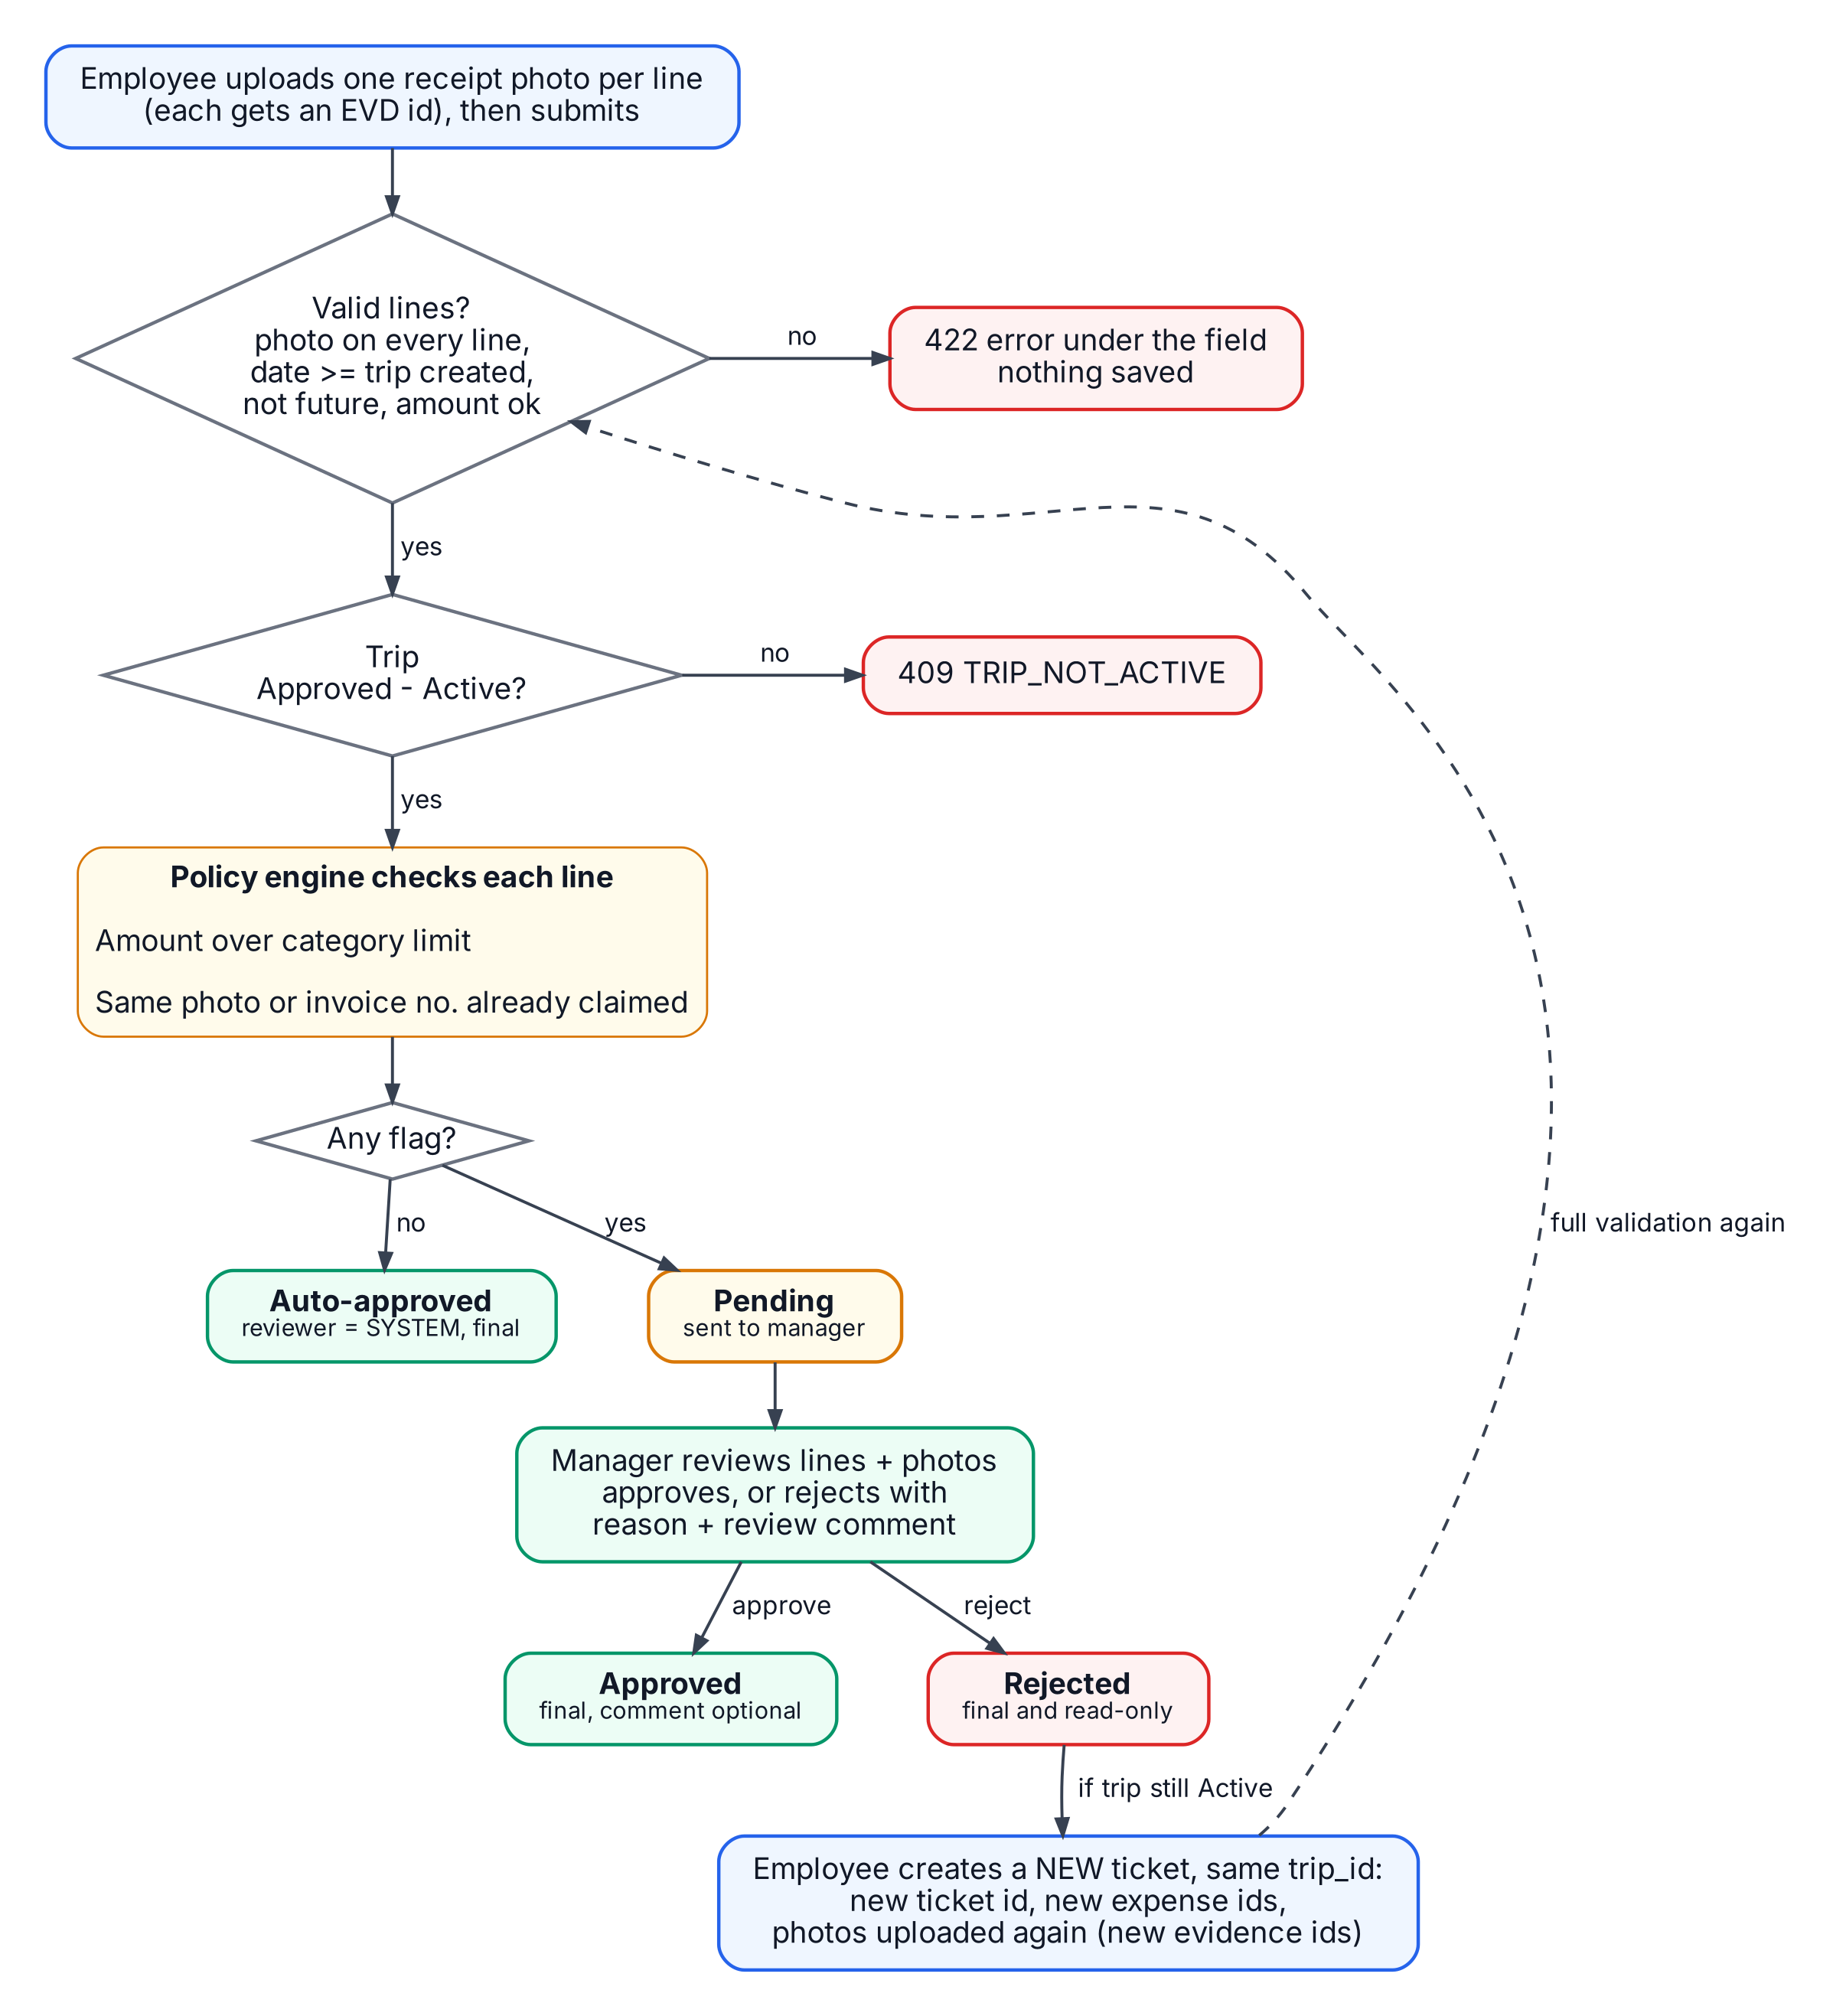 Employee uploads one receipt photo per line
(each gets an EVD id), then submits
Valid lines?
photo on every line,
date >= trip created,
not future, amount ok
no
422 error under the field
nothing saved
yes
Trip
Approved - Active?
no
409 TRIP_NOT_ACTIVE
yes
Policy engine checks each line
Amount over category limit
Same photo or invoice no. already claimed
Any flag?
no
yes
full validation again
Auto-approved
reviewer = SYSTEM, final
Pending
sent to manager
Manager reviews lines + photos
approves, or rejects with
reason + review comment
approve
reject
Approved
final, comment optional
Rejected
final and read-only
if trip still Active
Employee creates a NEW ticket, same trip_id:
new ticket id, new expense ids,
photos uploaded again (new evidence ids)